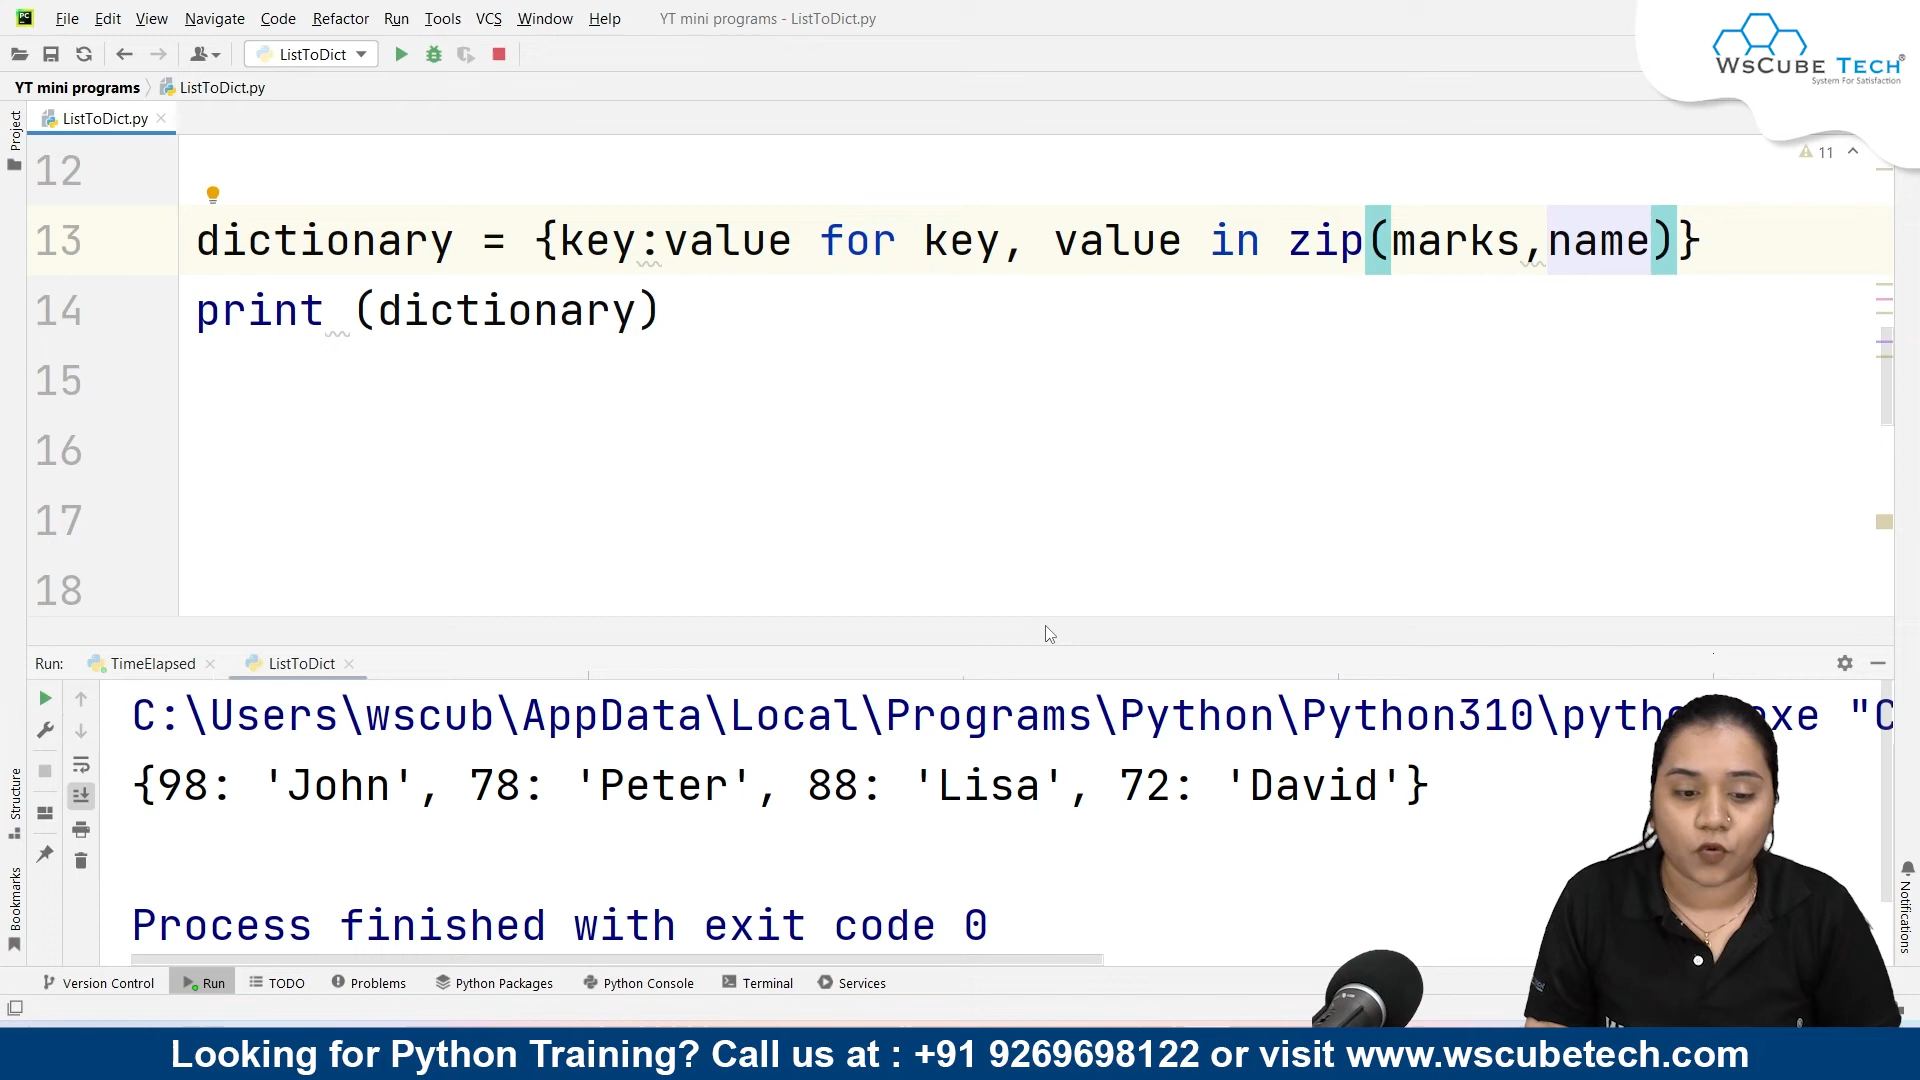 File Edit View Navigate Code Refactor Run Tools VCS Window Help YT mini programs - ListToDict.py
WsCube Tech®
System For Satisfaction
ListToDict
YT mini programs ListToDict.py
ListToDict.py
Project
11
12
13 dictionary = {key:value for key, value in zip(marks,name)}
14 print (dictionary)
15
16
17
18
Run: TimeElapsed ListToDict
C:\Users\wscub\AppData\Local\Programs\Python\Python310\python.exe "C
{98: 'John', 78: 'Peter', 88: 'Lisa', 72: 'David'}
Process finished with exit code 0
Structure
Bookmarks
Notifications
Version Control Run TODO Problems Python Packages Python Console Terminal Services
Looking for Python Training? Call us at : +91 9269698122 or visit www.wscubetech.com